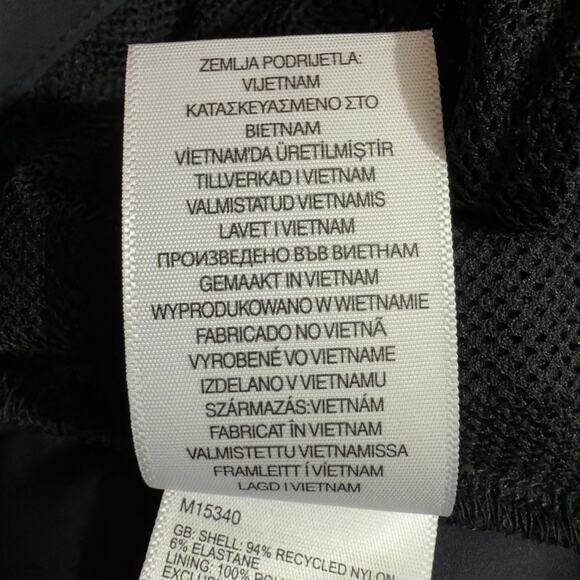 ZEMLJA PODRIJETLA:
VIJETNAM
ΚΑΤΑΣΚΕΥΑΣΜΕΝΟ ΣΤΟ
ΒΙΕΤΝΑΜ
VİETNAM'DA ÜRETİLMİŞTİR
TILLVERKAD I VIETNAM
VALMISTATUD VIETNAMIS
LAVET I VIETNAM
ПРОИЗВЕДЕНО ВЪВ ВИЕТНАМ
GEMAAKT IN VIETNAM
WYPRODUKOWANO W WIETNAMIE
FABRICADO NO VIETNÃ
VYROBENÉ VO VIETNAME
IZDELANO V VIETNAMU
SZÁRMAZÁS:VIETNÁM
FABRICAT ÎN VIETNAM
VALMISTETTU VIETNAMISSA
FRAMLEITT Í VÍETNAM
LAGD I VIETNAM
M15340
GB: SHELL: 94% RECYCLED NYLON
6% ELASTANE
LINING: 100%